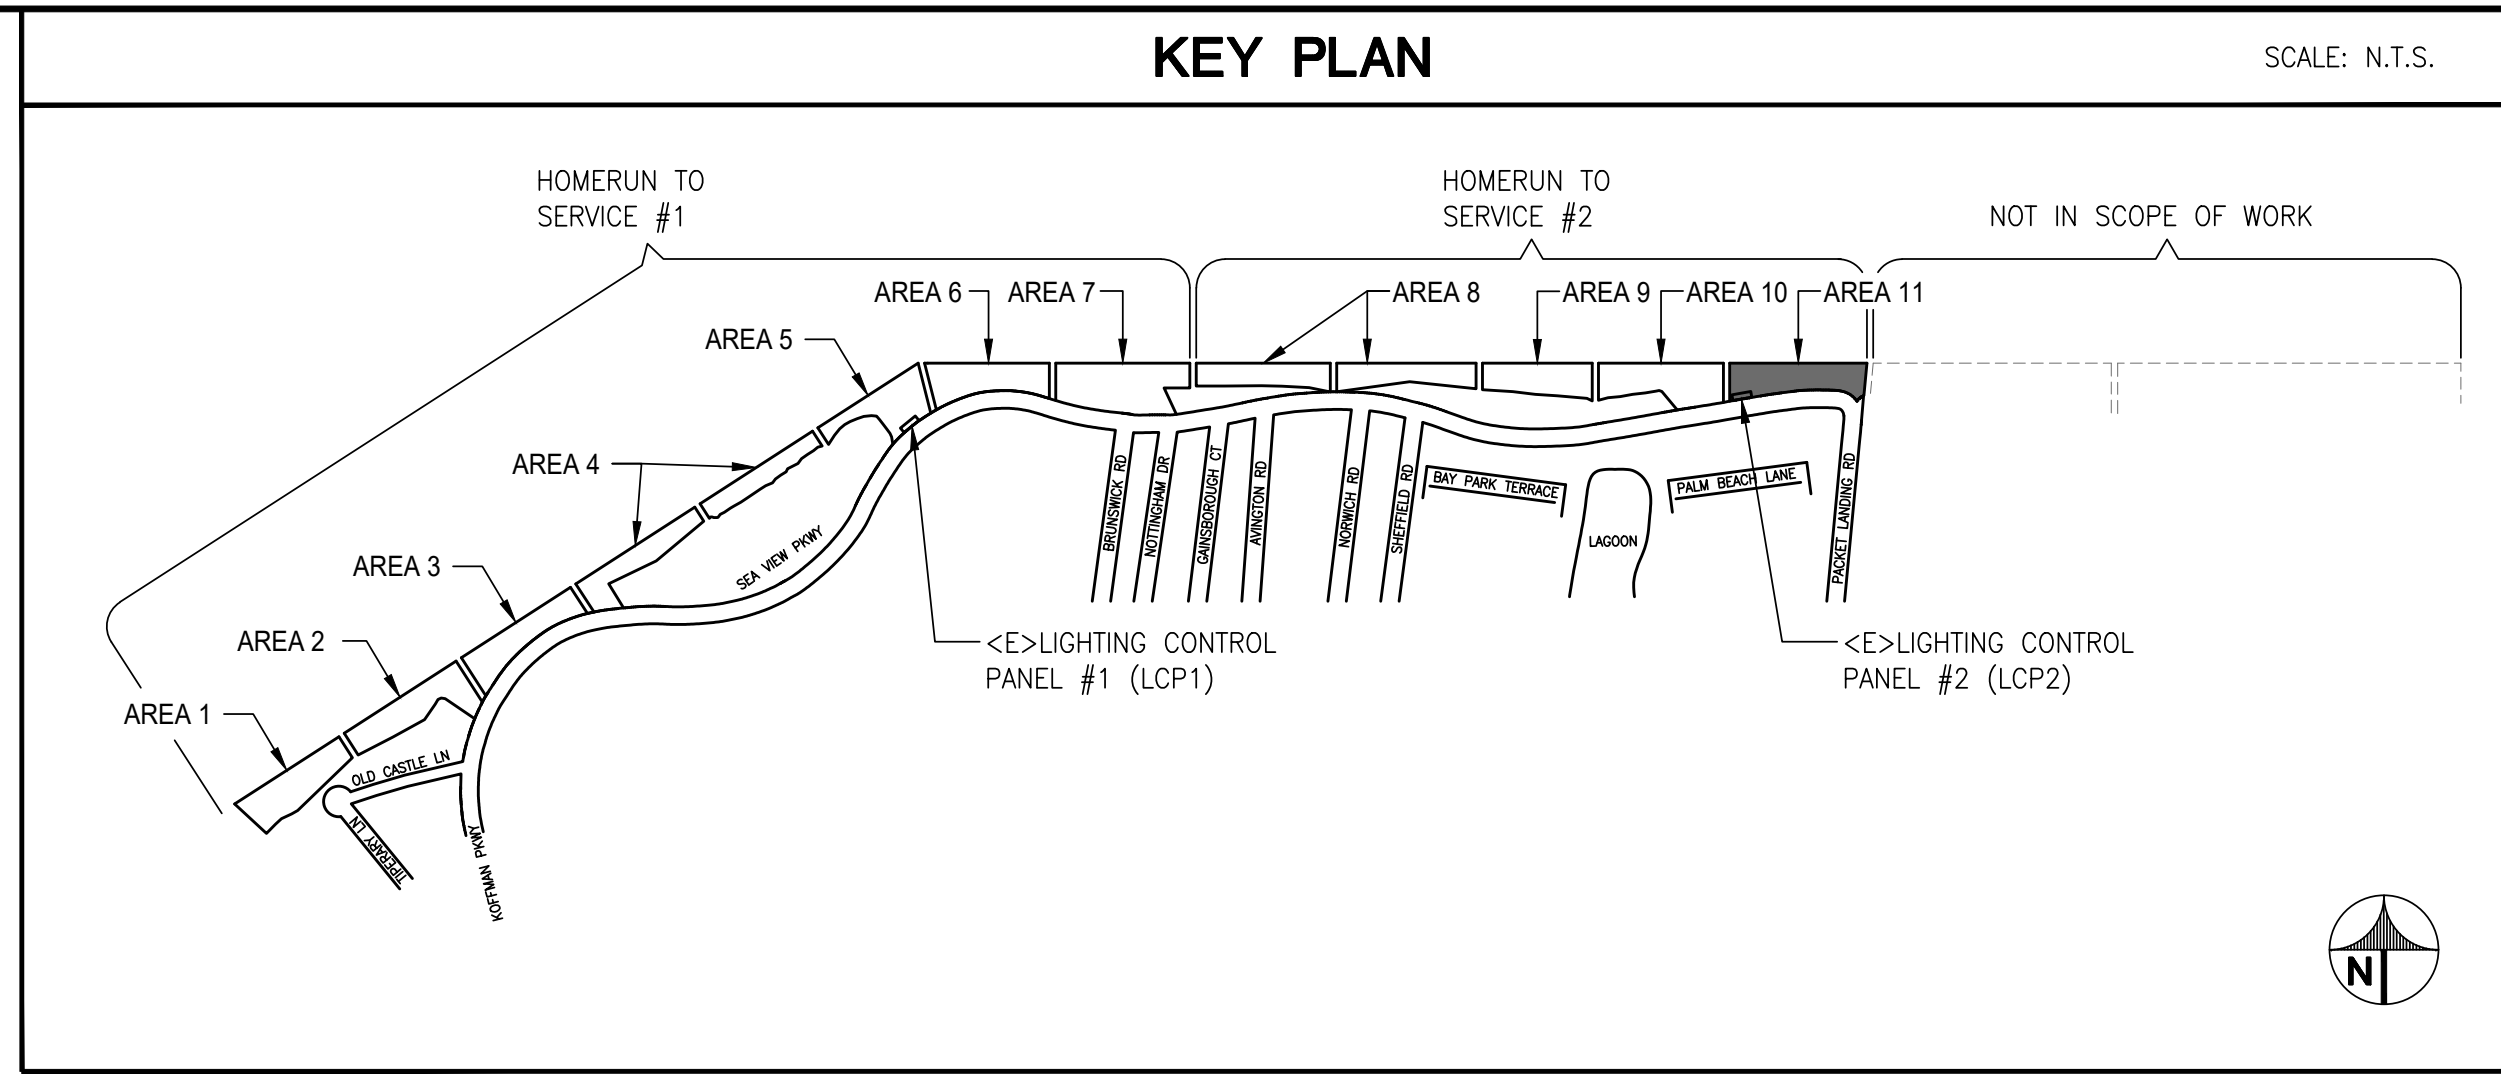 KEY PLAN
SCALE: N.T.S.
HOMERUN TO
SERVICE #1
HOMERUN TO
SERVICE #2
NOT IN SCOPE OF WORK
AREA 6
AREA 7
AREA 8
AREA 9
AREA 10
AREA 11
AREA 5
AREA 4
AREA 3
AREA 2
AREA 1
SEA VIEW PKWY
BRUNSWICK RD
NOTTINGHAM DR
GAINSBOROUGH CT
AVINGTON RD
NORWICH RD
SHEFFIELD RD
BAY PARK TERRACE
LAGOON
PALM BEACH LANE
PACKET LANDING RD
<E>LIGHTING CONTROL
PANEL #1 (LCP1)
<E>LIGHTING CONTROL
PANEL #2 (LCP2)
OLD CASTLE LN
TIPERARY LN
KOFFMAN PKWY
N